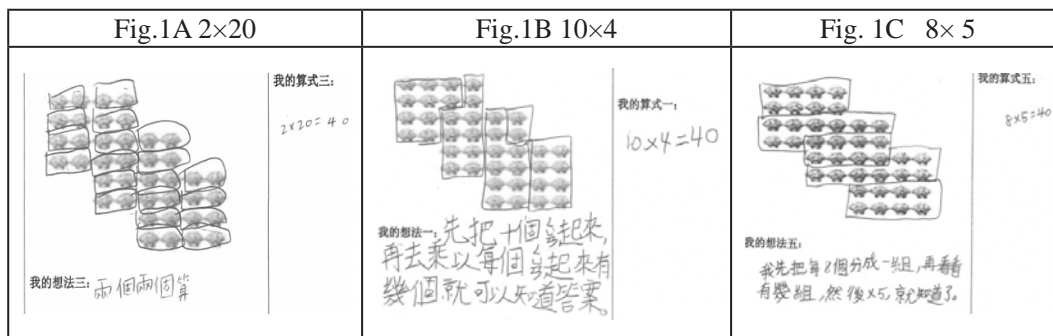 Fig.1A 2×20
Fig.1B 10×4
Fig. 1C 8× 5
我的算式三:
2×20=40
我的想法三:兩個兩個算
我的算式一:
10×4=40
我的想法一:先把十個圈起來,
再去乘以每個圈起來有
幾個就可以知道答案。
我的算式五:
8×5=40
我的想法五:
我先把每8個分成一組,再看看
有幾組,然後×5,就知道了。